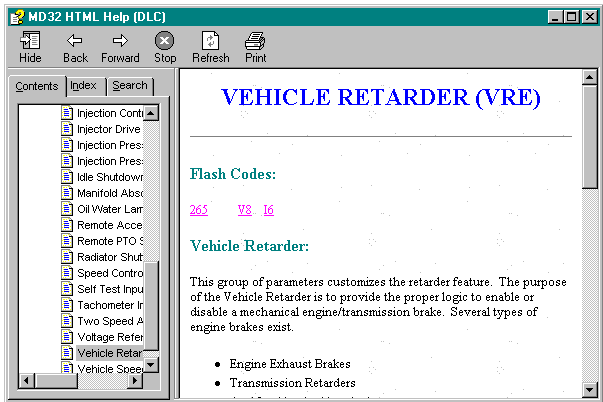 MD32 HTML Help (DLC)
Hide Back Forward Stop Refresh Print
Contents Index Search
Injection Conti
Injector Drive
Injection Pres
Injection Pres
Idle Shutdown
Manifold Abso
Oil Water Lam
Remote Acce
Remote PTO S
Radiator Shut
Speed Contro
Self Test Inpu
Tachometer In
Two Speed A
Voltage Refer
Vehicle Retar
Vehicle Speed
VEHICLE RETARDER (VRE)
Flash Codes:
265 V8 I6
Vehicle Retarder:
This group of parameters customizes the retarder feature. The purpose
of the Vehicle Retarder is to provide the proper logic to enable or
disable a mechanical engine/transmission brake. Several types of
engine brakes exist.
• Engine Exhaust Brakes
• Transmission Retarders